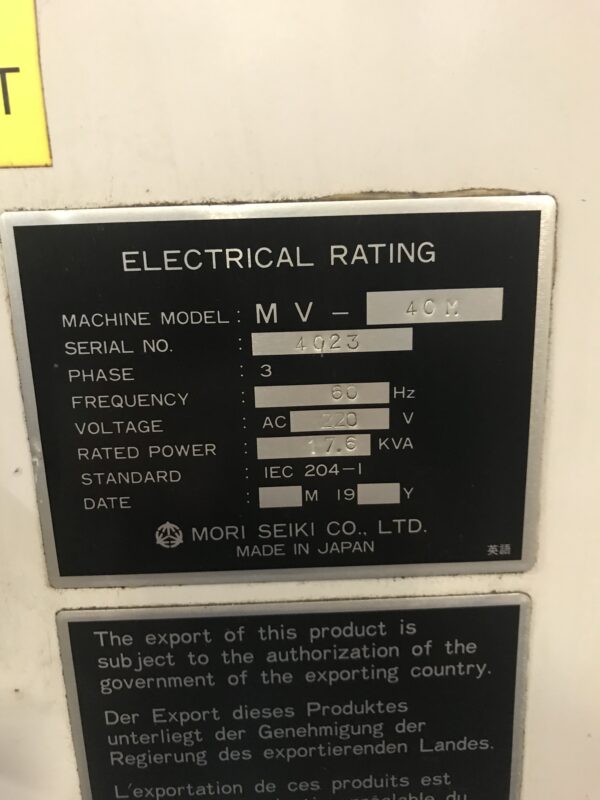 T
ELECTRICAL RATING
MACHINE MODEL : MV- 40M
SERIAL NO. : 4023
PHASE : 3
FREQUENCY : 60 Hz
VOLTAGE : AC 220 V
RATED POWER : 17.6 KVA
STANDARD : IEC 204-1
DATE : M 19 Y
MORI SEIKI CO., LTD.
MADE IN JAPAN
英語
The export of this product is
subject to the authorization of the
government of the exporting country.
Der Export dieses Produktes
unterliegt der Genehmigung der
Regierung des exportierenden Landes.
L'exportation de ces produits est
du